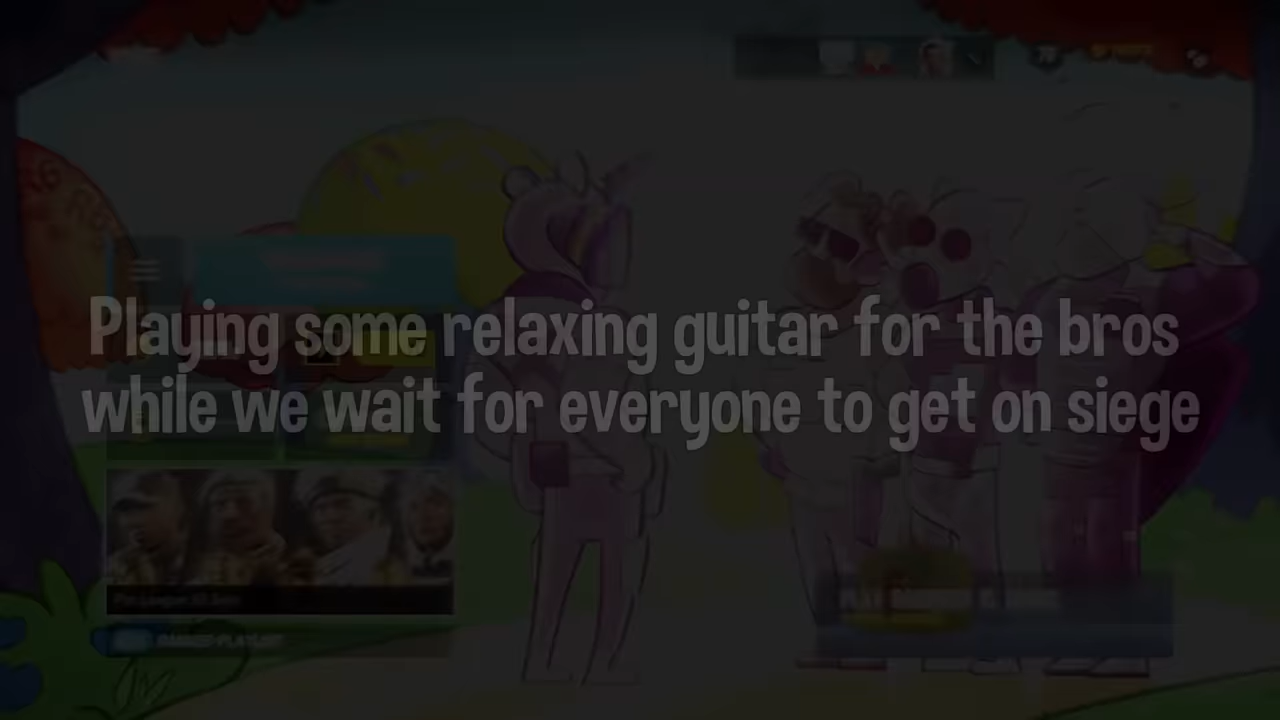 Playing some relaxing guitar for the bros
while we wait for everyone to get on siege